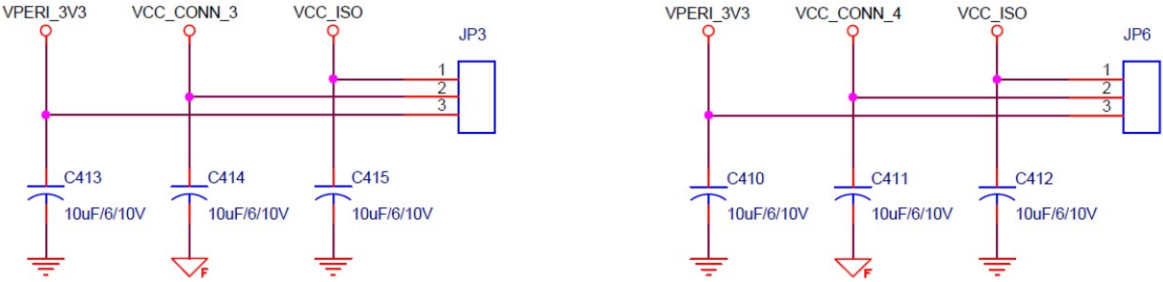 VPERI_3V3 VCC_CONN_3 VCC_ISO
JP3
1
2
3
C413 C414 C415
10uF/6/10V 10uF/6/10V 10uF/6/10V
F
VPERI_3V3 VCC_CONN_4 VCC_ISO
JP6
1
2
3
C410 C411 C412
10uF/6/10V 10uF/6/10V 10uF/6/10V
F